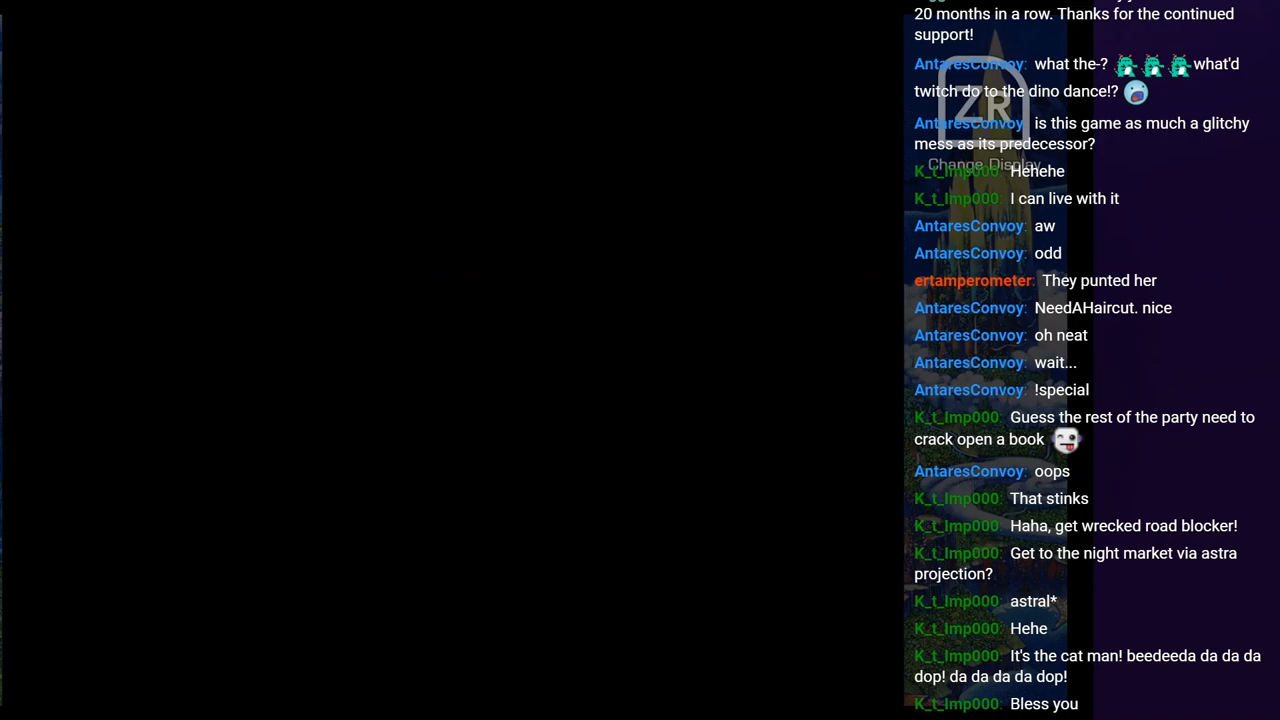 20 months in a row. Thanks for the continued
support!
AntaresConvoy: what the-? what'd
twitch do to the dino dance!?
ZR
AntaresConvoy: is this game as much a glitchy
mess as its predecessor?
Change Display
K_t_Imp000: Hehehe
K_t_Imp000: I can live with it
AntaresConvoy: aw
AntaresConvoy: odd
ertamperometer: They punted her
AntaresConvoy: NeedAHaircut. nice
AntaresConvoy: oh neat
AntaresConvoy: wait...
AntaresConvoy: !special
K_t_Imp000: Guess the rest of the party need to
crack open a book
AntaresConvoy: oops
K_t_Imp000: That stinks
K_t_Imp000: Haha, get wrecked road blocker!
K_t_Imp000: Get to the night market via astra
projection?
K_t_Imp000: astral*
K_t_Imp000: Hehe
K_t_Imp000: It's the cat man! beedeeda da da da
dop! da da da da dop!
K_t_Imp000: Bless you